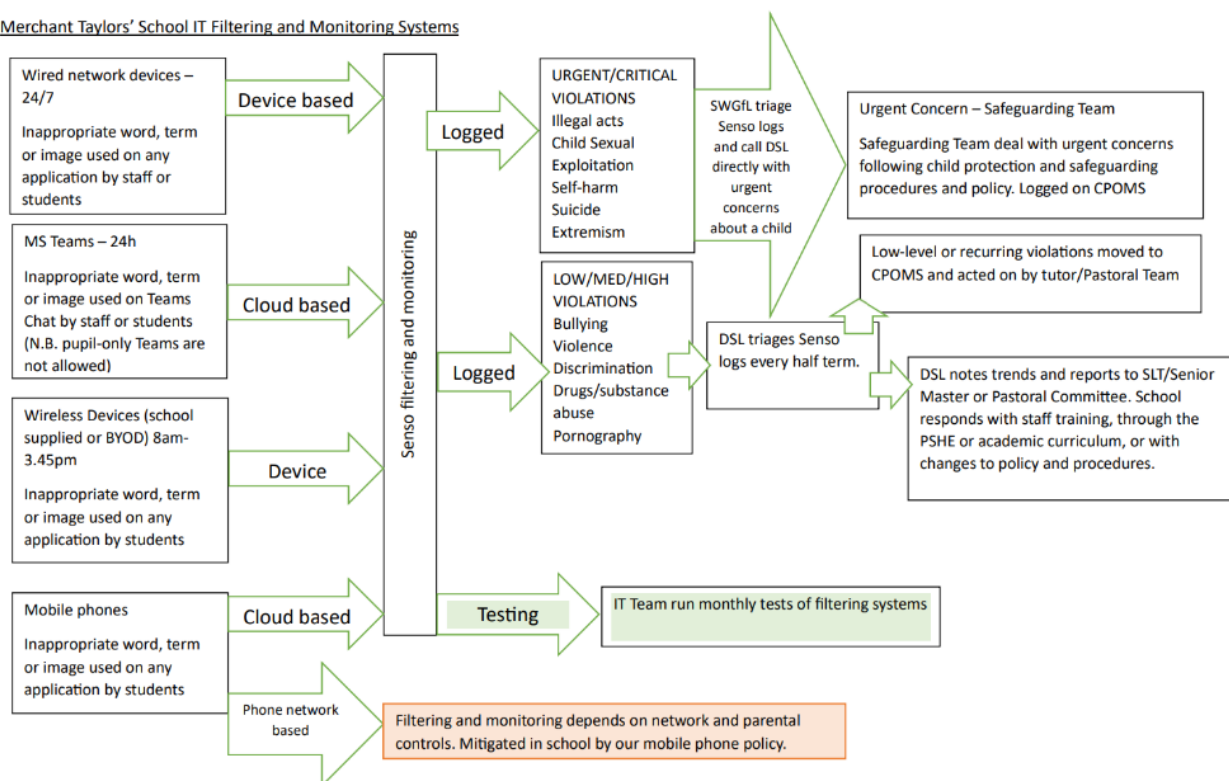 Merchant Taylors' School IT Filtering and Monitoring Systems
Wired network devices –
24/7
Inappropriate word, term
or image used on any
application by staff or
students
Device based
MS Teams – 24h
Inappropriate word, term
or image used on Teams
Chat by staff or students
(N.B. pupil-only Teams are
not allowed)
Cloud based
Wireless Devices (school
supplied or BYOD) 8am-
3.45pm
Inappropriate word, term
or image used on any
application by students
Device
Mobile phones
Inappropriate word, term
or image used on any
application by students
Cloud based
Phone network
based
Senso filtering and monitoring
Logged
URGENT/CRITICAL
VIOLATIONS
Illegal acts
Child Sexual
Exploitation
Self-harm
Suicide
Extremism
SWGfL triage
Senso logs
and call DSL
directly with
urgent
concerns
about a child
Urgent Concern – Safeguarding Team
Safeguarding Team deal with urgent concerns
following child protection and safeguarding
procedures and policy. Logged on CPOMS
Logged
LOW/MED/HIGH
VIOLATIONS
Bullying
Violence
Discrimination
Drugs/substance
abuse
Pornography
DSL triages Senso
logs every half term.
Low-level or recurring violations moved to
CPOMS and acted on by tutor/Pastoral Team
DSL notes trends and reports to SLT/Senior
Master or Pastoral Committee. School
responds with staff training, through the
PSHE or academic curriculum, or with
changes to policy and procedures.
Testing
IT Team run monthly tests of filtering systems
Filtering and monitoring depends on network and parental
controls. Mitigated in school by our mobile phone policy.